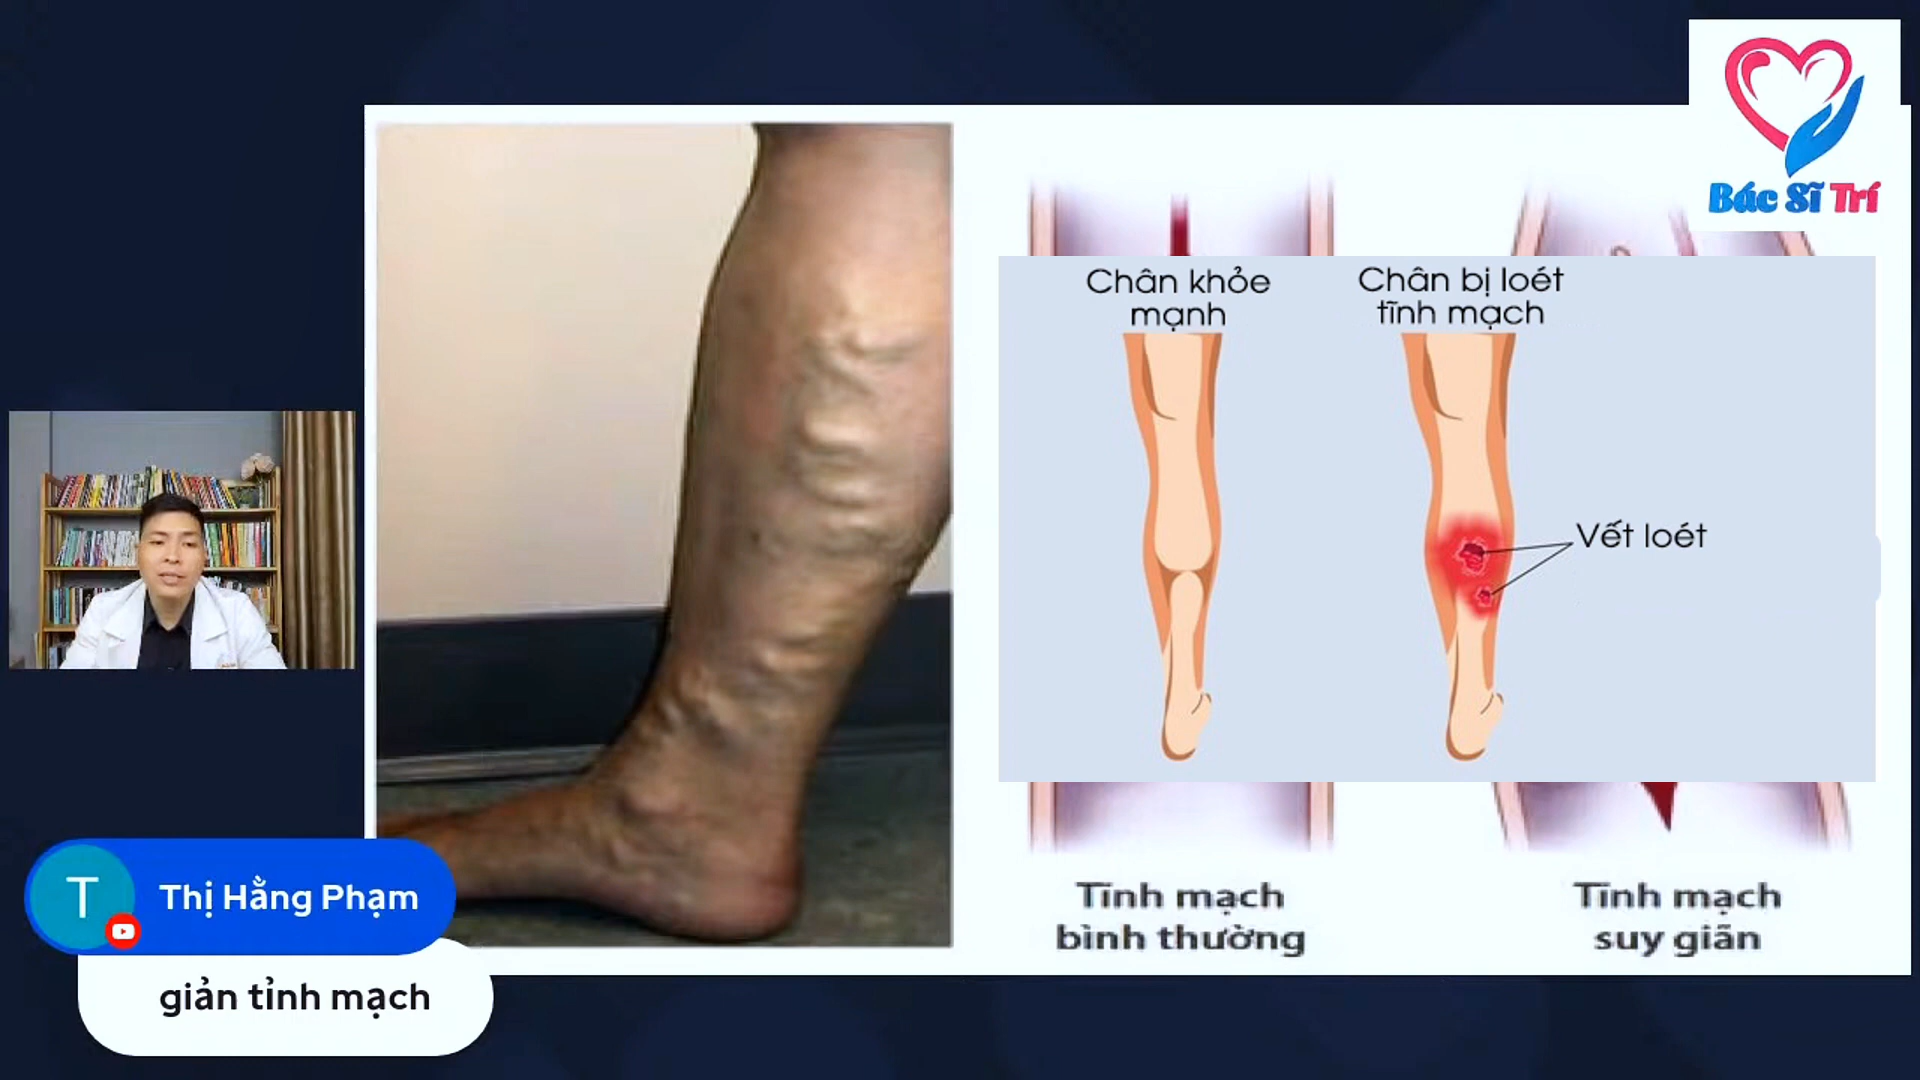 Bác Sĩ Trí
Chân khỏe
mạnh
Chân bị loét
tĩnh mạch
Vết loét
Tĩnh mạch
bình thường
Tĩnh mạch
suy giãn
T
Thị Hằng Phạm
giản tỉnh mạch